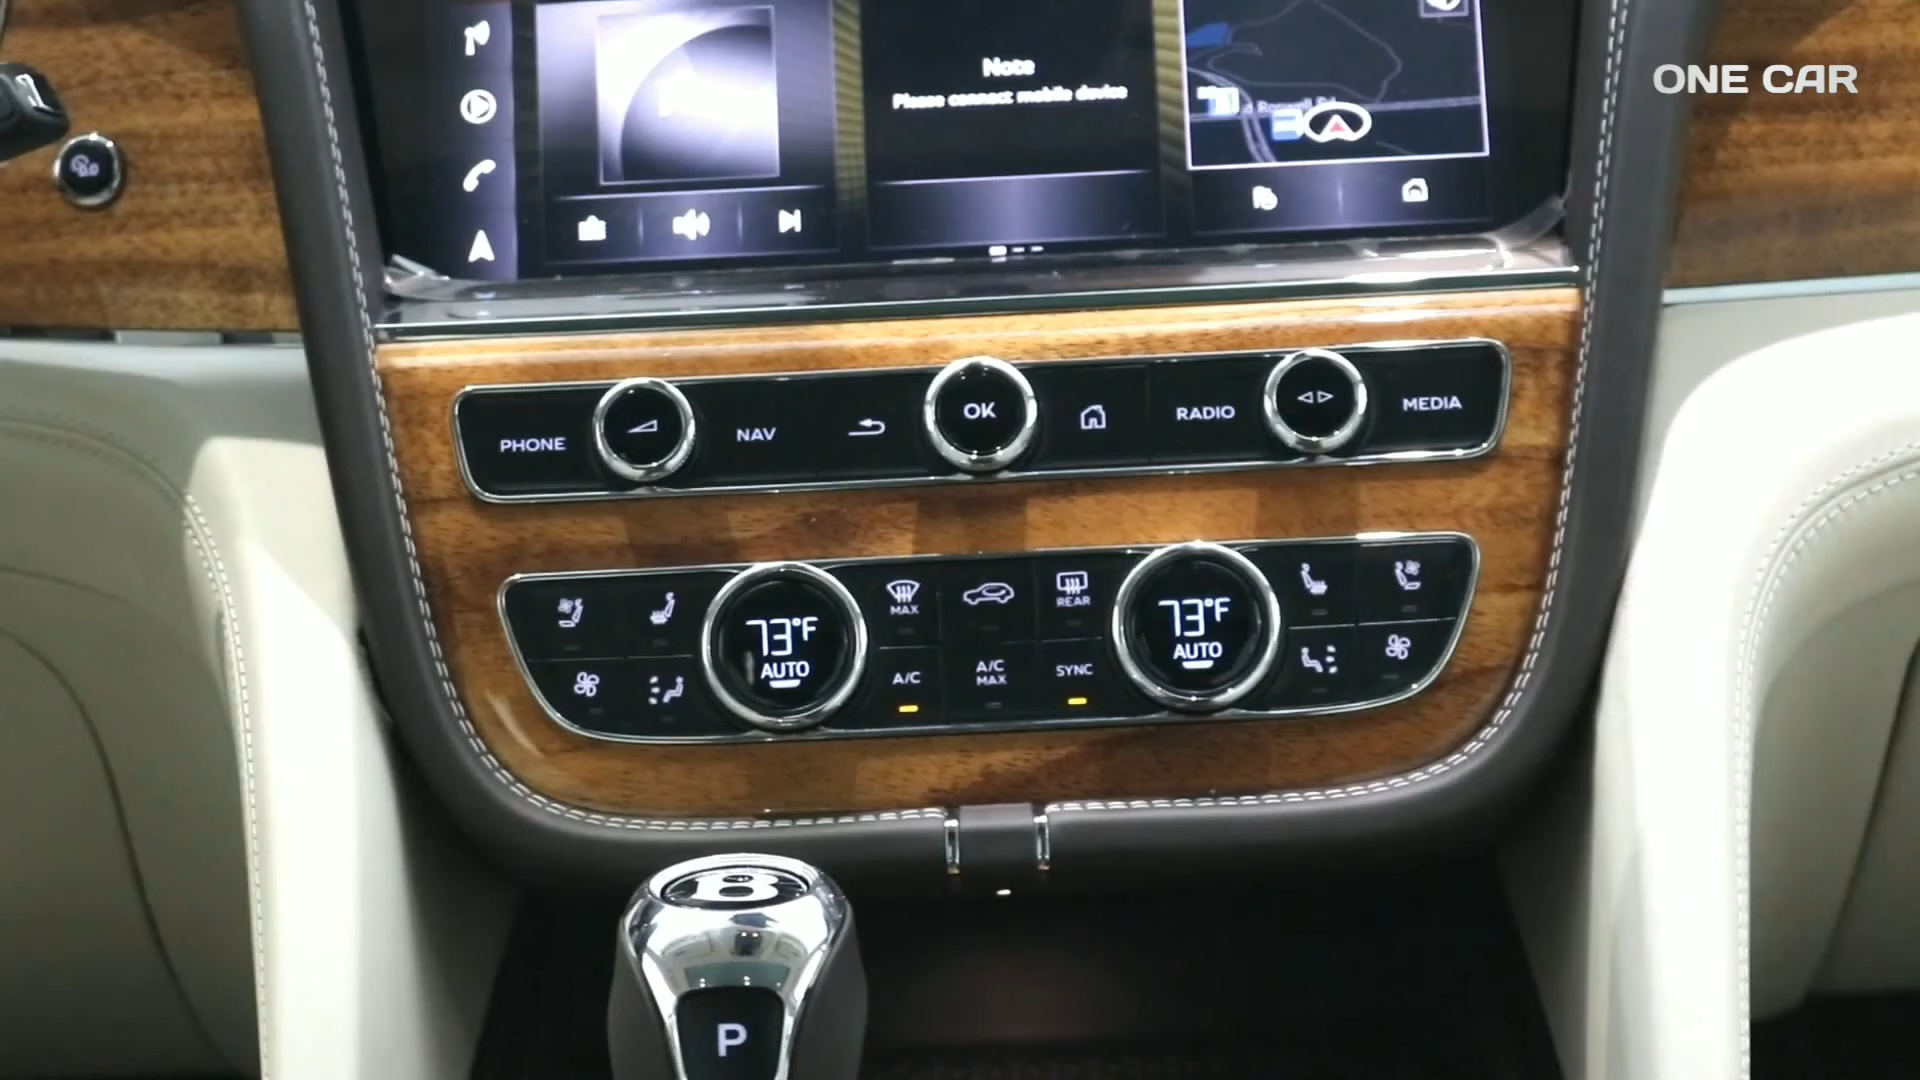 ONE CAR
Note
Please connect mobile device
PHONE
NAV
OK
RADIO
MEDIA
73°F
AUTO
MAX
REAR
73°F
AUTO
A/C
A/C
MAX
SYNC
B
P